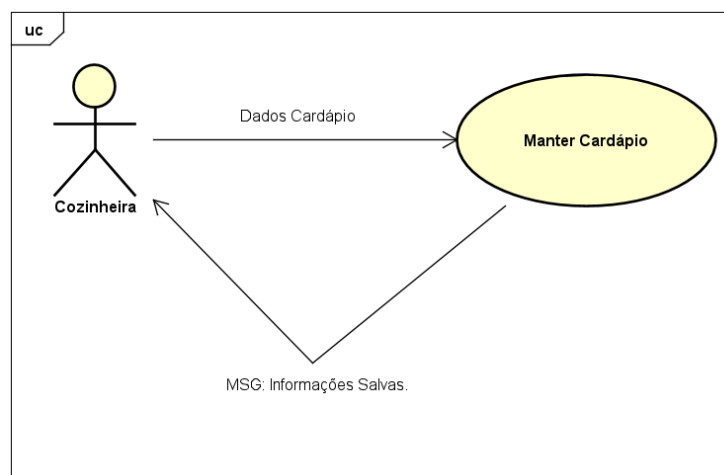 uc
Dados Cardápio
Manter Cardápio
Cozinheira
MSG: Informações Salvas.